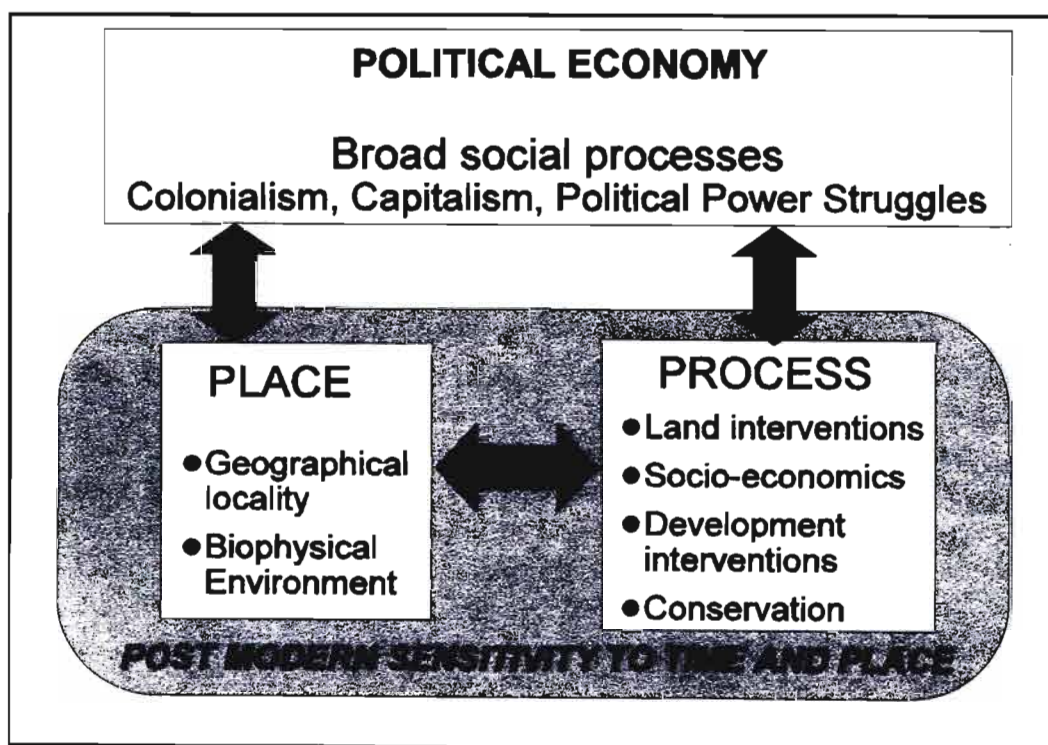 POLITICAL ECONOMY
Broad social processes
Colonialism, Capitalism, Political Power Struggles
PLACE
● Geographical
locality
● Biophysical
Environment
PROCESS
● Land interventions
● Socio-economics
● Development
interventions
● Conservation
POST MODERN SENSITIVITY TO TIME AND PLACE